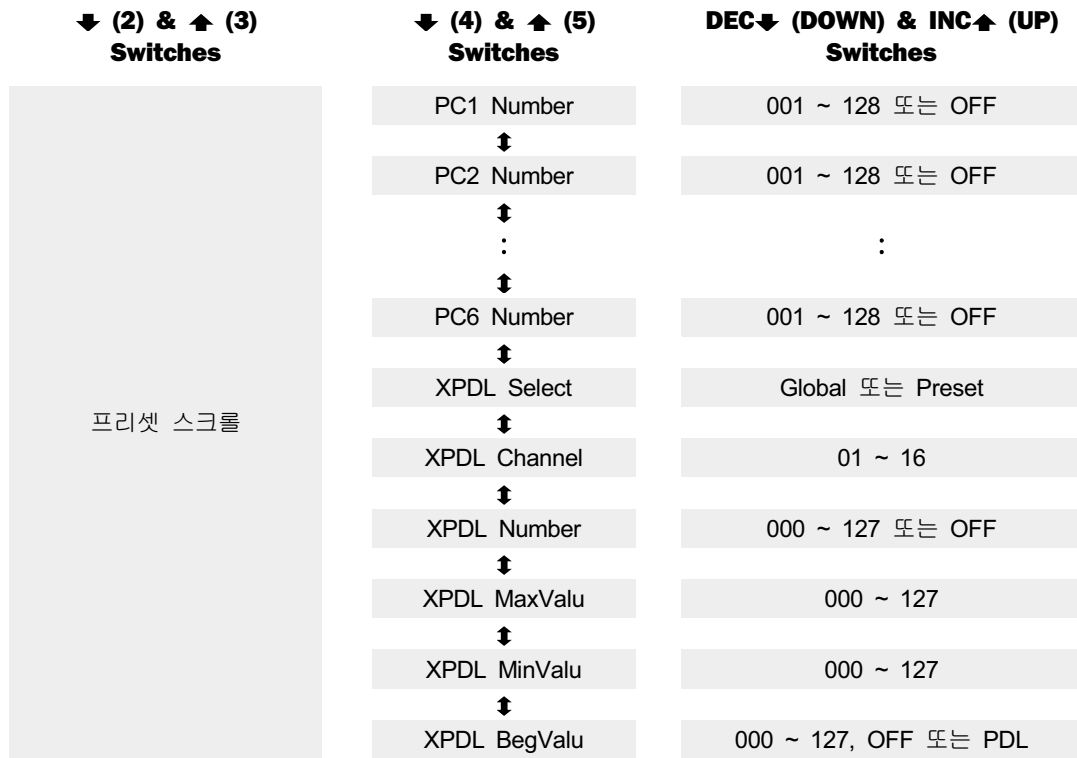 🡇 (2) & 🡅 (3) 🡇 (4) & 🡅 (5) DEC🡇 (DOWN) & INC🡅 (UP)
Switches Switches Switches
PC1 Number 001 ~ 128 또는 OFF
⬍
PC2 Number 001 ~ 128 또는 OFF
⬍
: :
⬍
PC6 Number 001 ~ 128 또는 OFF
⬍
XPDL Select Global 또는 Preset
프리셋 스크롤 ⬍
XPDL Channel 01 ~ 16
⬍
XPDL Number 000 ~ 127 또는 OFF
⬍
XPDL MaxValu 000 ~ 127
⬍
XPDL MinValu 000 ~ 127
⬍
XPDL BegValu 000 ~ 127, OFF 또는 PDL